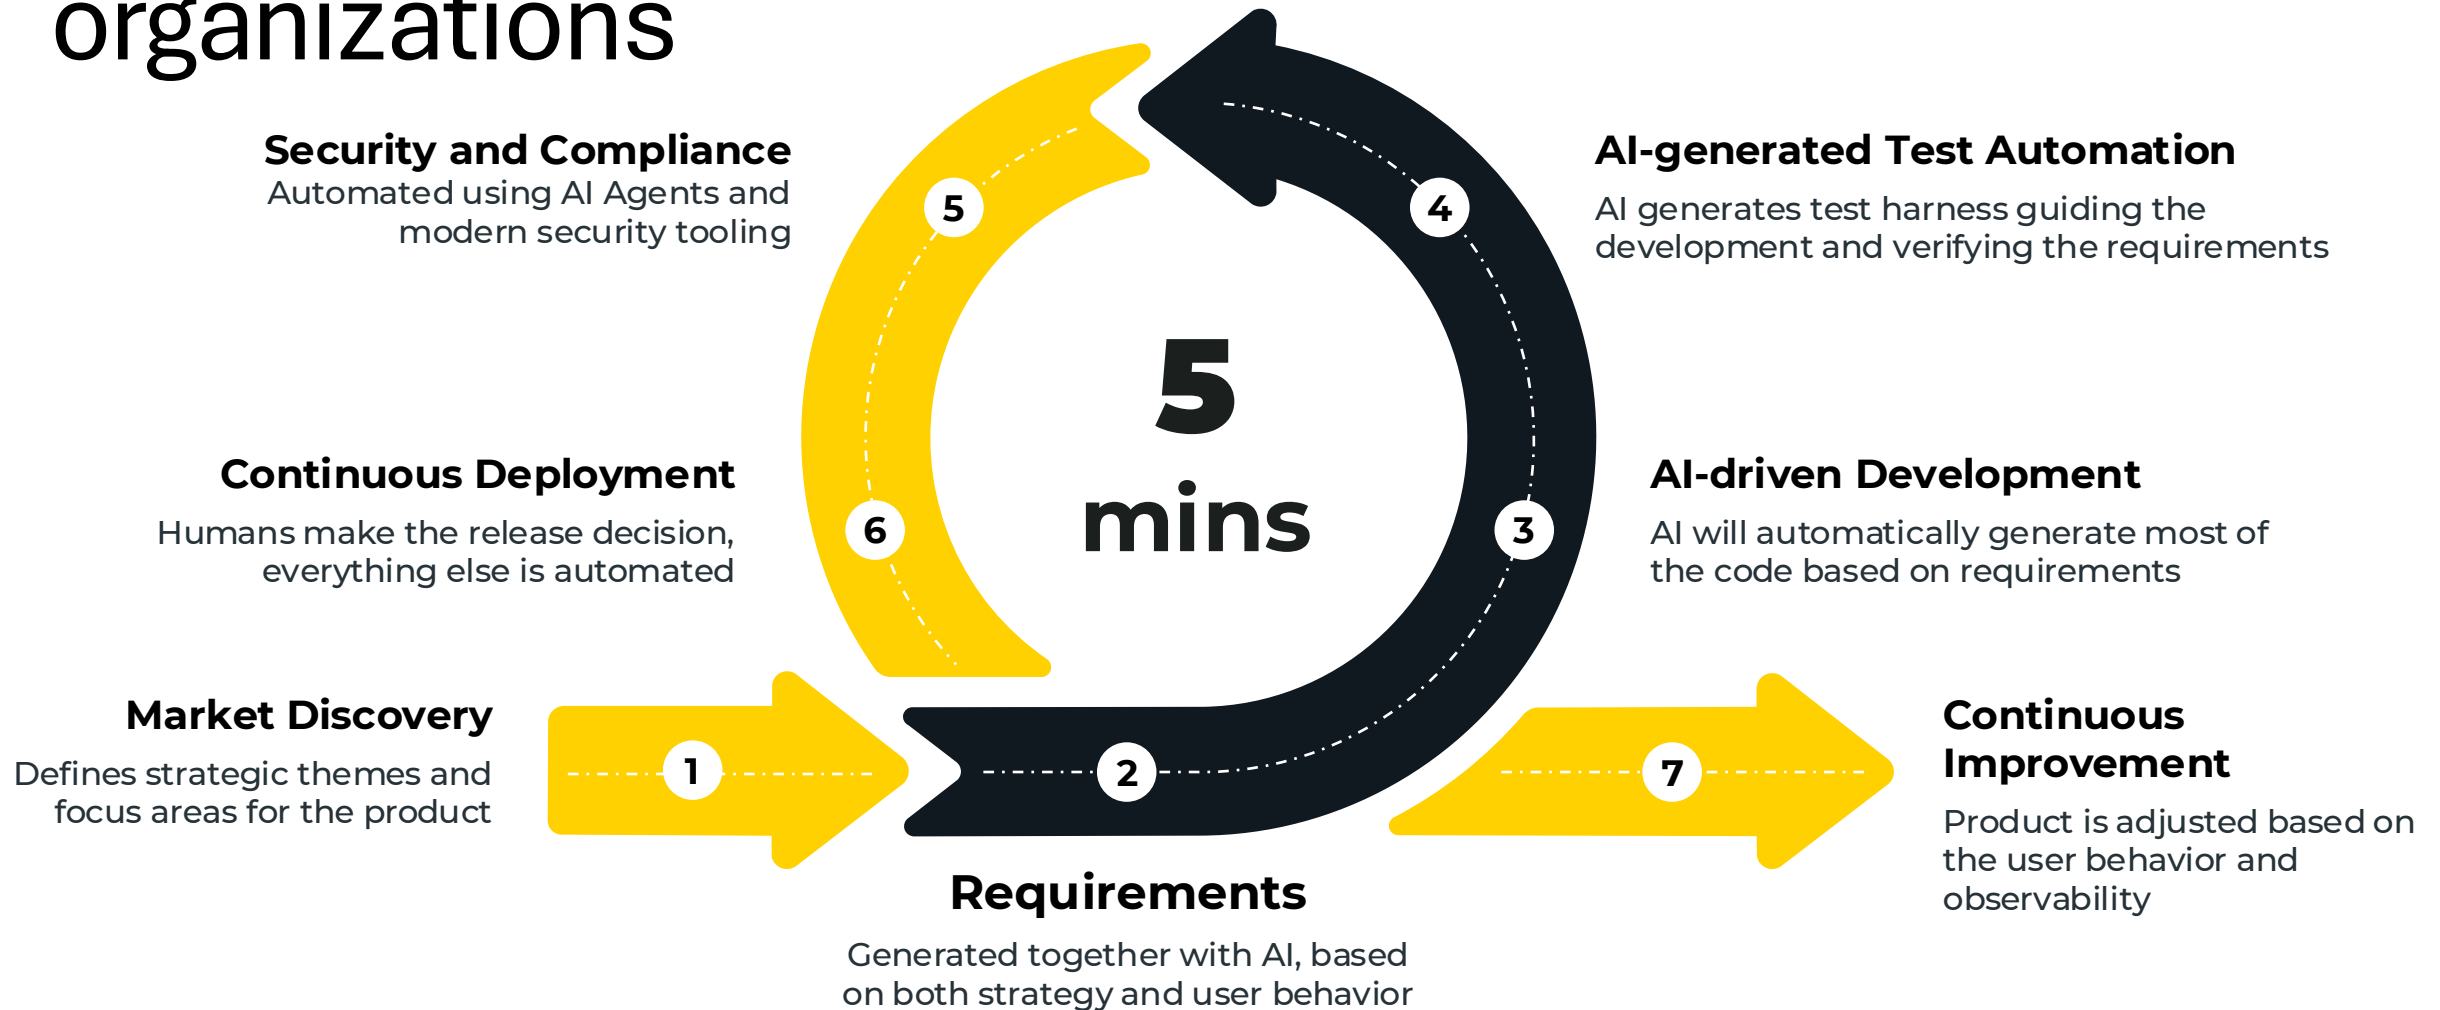 organizations
Security and Compliance
Automated using AI Agents and
modern security tooling
5
4
AI-generated Test Automation
AI generates test harness guiding the
development and verifying the requirements
5
mins
Continuous Deployment
Humans make the release decision,
everything else is automated
6
3
AI-driven Development
AI will automatically generate most of
the code based on requirements
Market Discovery
Defines strategic themes and
focus areas for the product
1
2
7
Continuous
Improvement
Product is adjusted based on
the user behavior and
observability
Requirements
Generated together with AI, based
on both strategy and user behavior